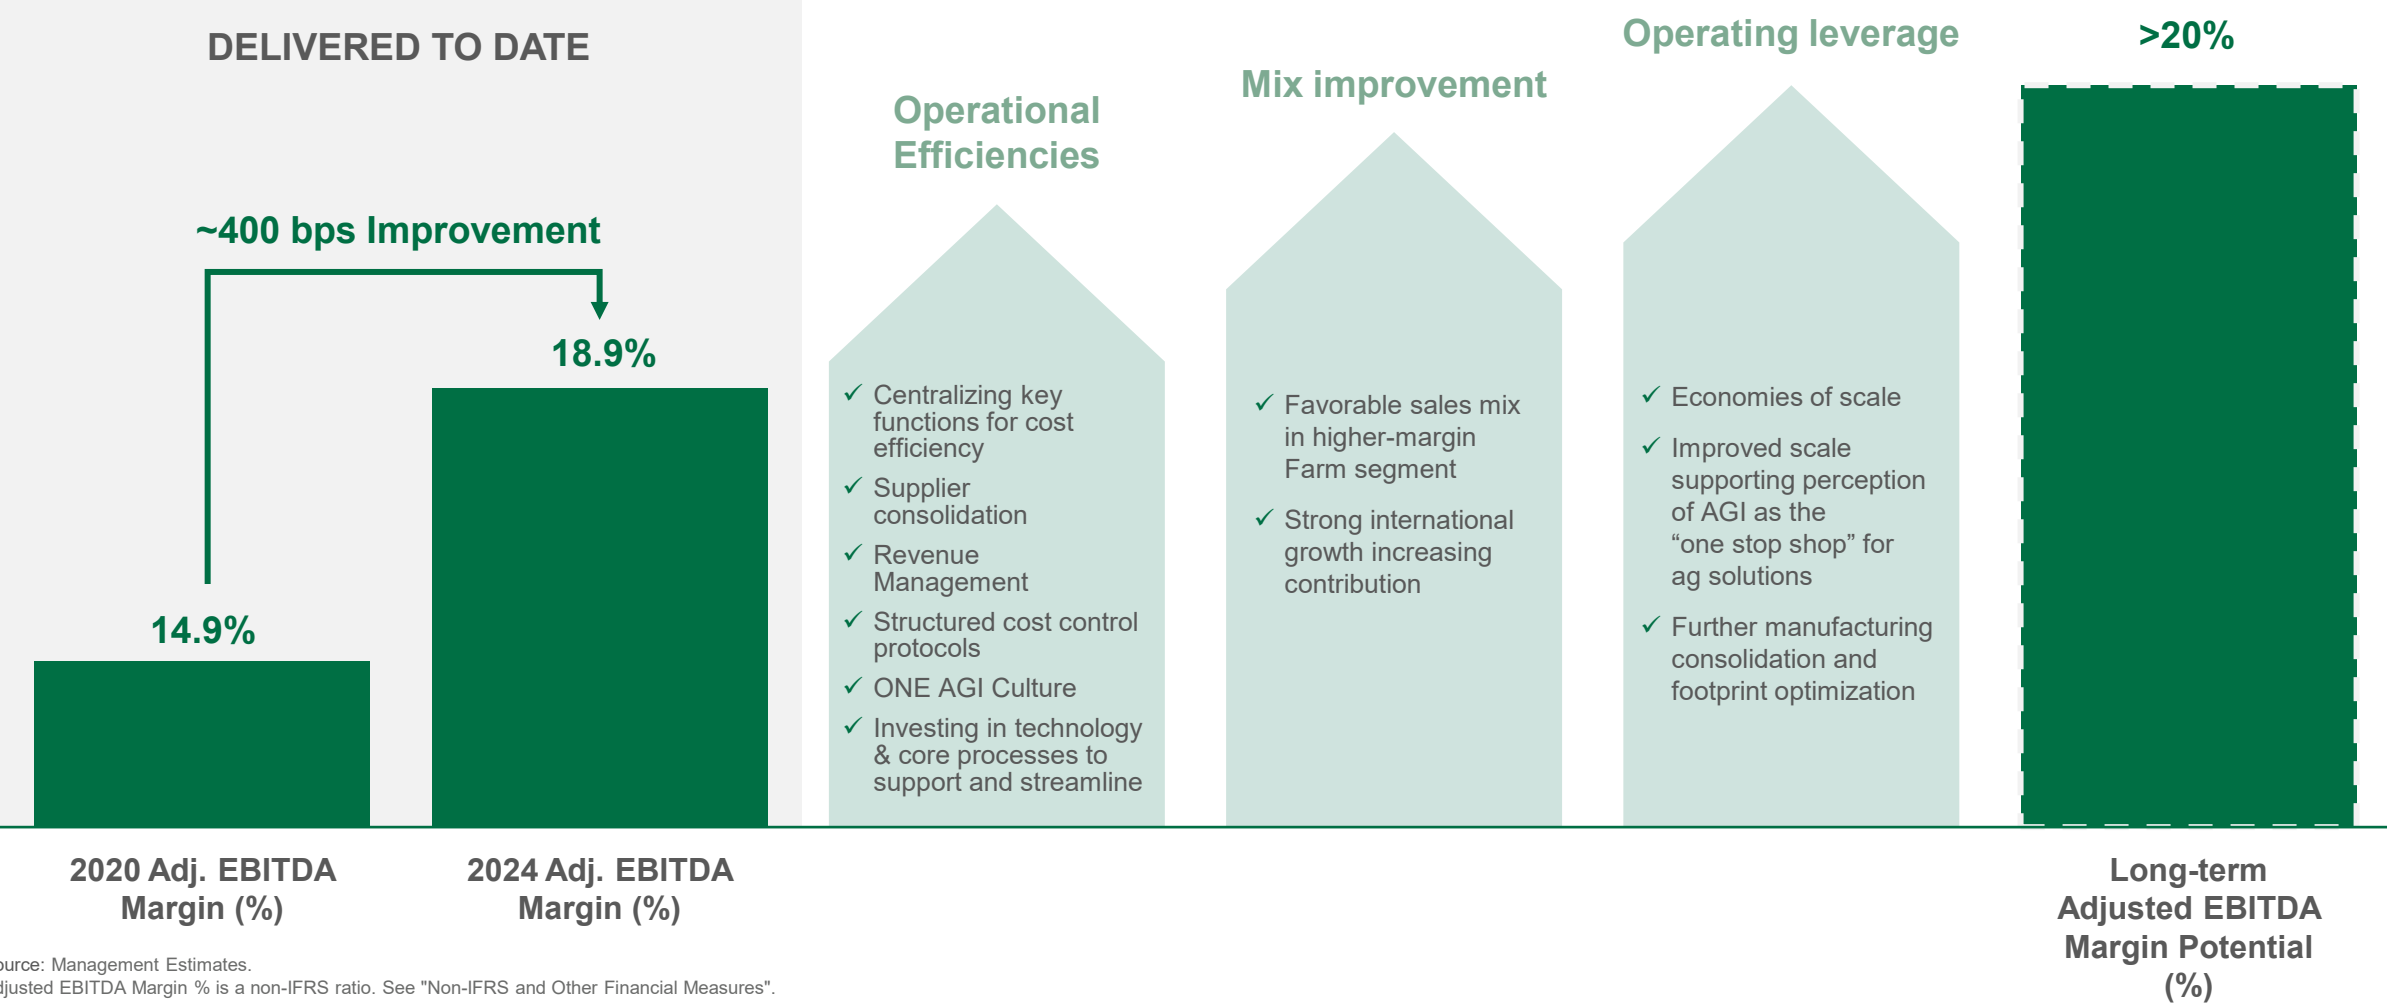 DELIVERED TO DATE
~400 bps Improvement
14.9%
18.9%
Operational
Efficiencies
✓ Centralizing key
functions for cost
efficiency
✓ Supplier
consolidation
✓ Revenue
Management
✓ Structured cost control
protocols
✓ ONE AGI Culture
✓ Investing in technology
& core processes to
support and streamline
Mix improvement
✓ Favorable sales mix
in higher-margin
Farm segment
✓ Strong international
growth increasing
contribution
Operating leverage
✓ Economies of scale
✓ Improved scale
supporting perception
of AGI as the
“one stop shop” for
ag solutions
✓ Further manufacturing
consolidation and
footprint optimization
>20%
2020 Adj. EBITDA
Margin (%)
2024 Adj. EBITDA
Margin (%)
Long-term
Adjusted EBITDA
Margin Potential
(%)
ource: Management Estimates.
djusted EBITDA Margin % is a non-IFRS ratio. See "Non-IFRS and Other Financial Measures".